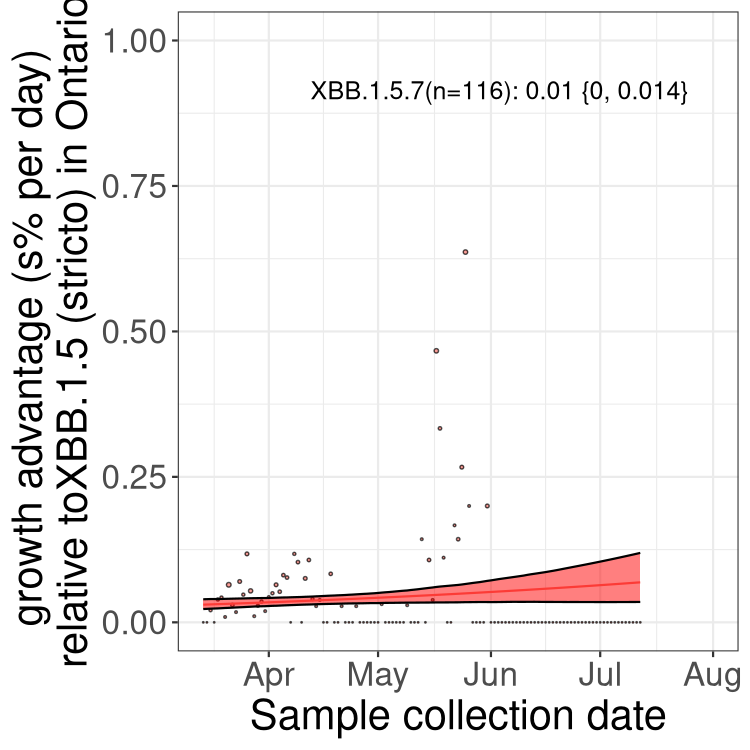 growth advantage (s% per day)
relative toXBB.1.5 (stricto) in Ontario
1.00
0.75
0.50
0.25
0.00
XBB.1.5.7(n=116): 0.01 {0, 0.014}
Apr
May
Jun
Jul
Aug
Sample collection date